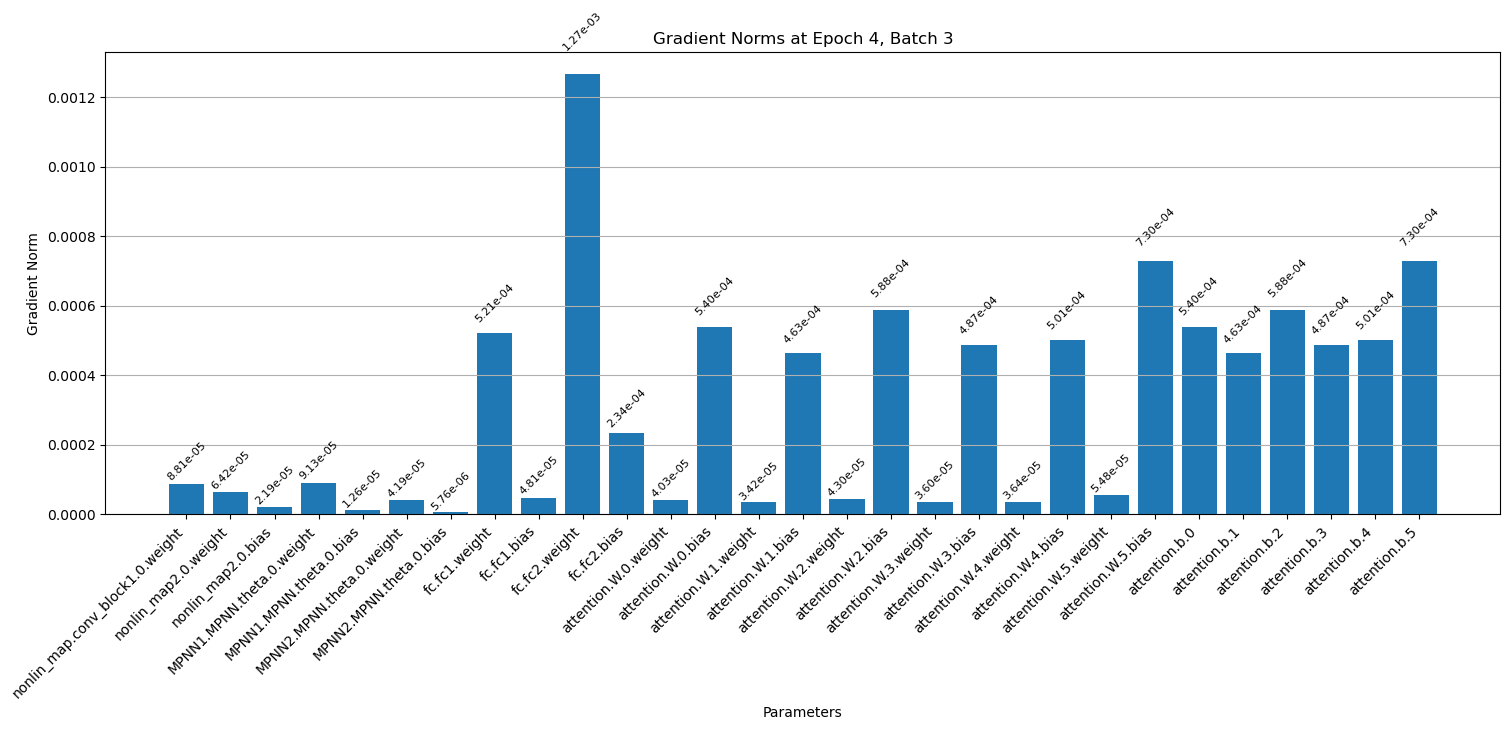 Gradient Norms at Epoch 4, Batch 3
Gradient Norm
0.0012
0.0010
0.0008
0.0006
0.0004
0.0002
0.0000
8.81e-05
6.42e-05
2.19e-05
9.13e-05
1.26e-05
4.19e-05
5.76e-06
5.21e-04
4.81e-05
1.27e-03
2.34e-04
4.03e-05
5.40e-04
3.42e-05
4.63e-04
4.30e-05
5.88e-04
3.60e-05
4.87e-04
3.64e-05
5.01e-04
5.48e-05
7.30e-04
5.40e-04
4.63e-04
5.88e-04
4.87e-04
5.01e-04
7.30e-04
nonlin_map.conv_block1.0.weight
nonlin_map2.0.weight
nonlin_map2.0.bias
MPNN1.MPNN.theta.0.weight
MPNN1.MPNN.theta.0.bias
MPNN2.MPNN.theta.0.weight
MPNN2.MPNN.theta.0.bias
fc.fc1.weight
fc.fc1.bias
fc.fc2.weight
fc.fc2.bias
attention.W.0.weight
attention.W.0.bias
attention.W.1.weight
attention.W.1.bias
attention.W.2.weight
attention.W.2.bias
attention.W.3.weight
attention.W.3.bias
attention.W.4.weight
attention.W.4.bias
attention.W.5.weight
attention.W.5.bias
attention.b.0
attention.b.1
attention.b.2
attention.b.3
attention.b.4
attention.b.5
Parameters